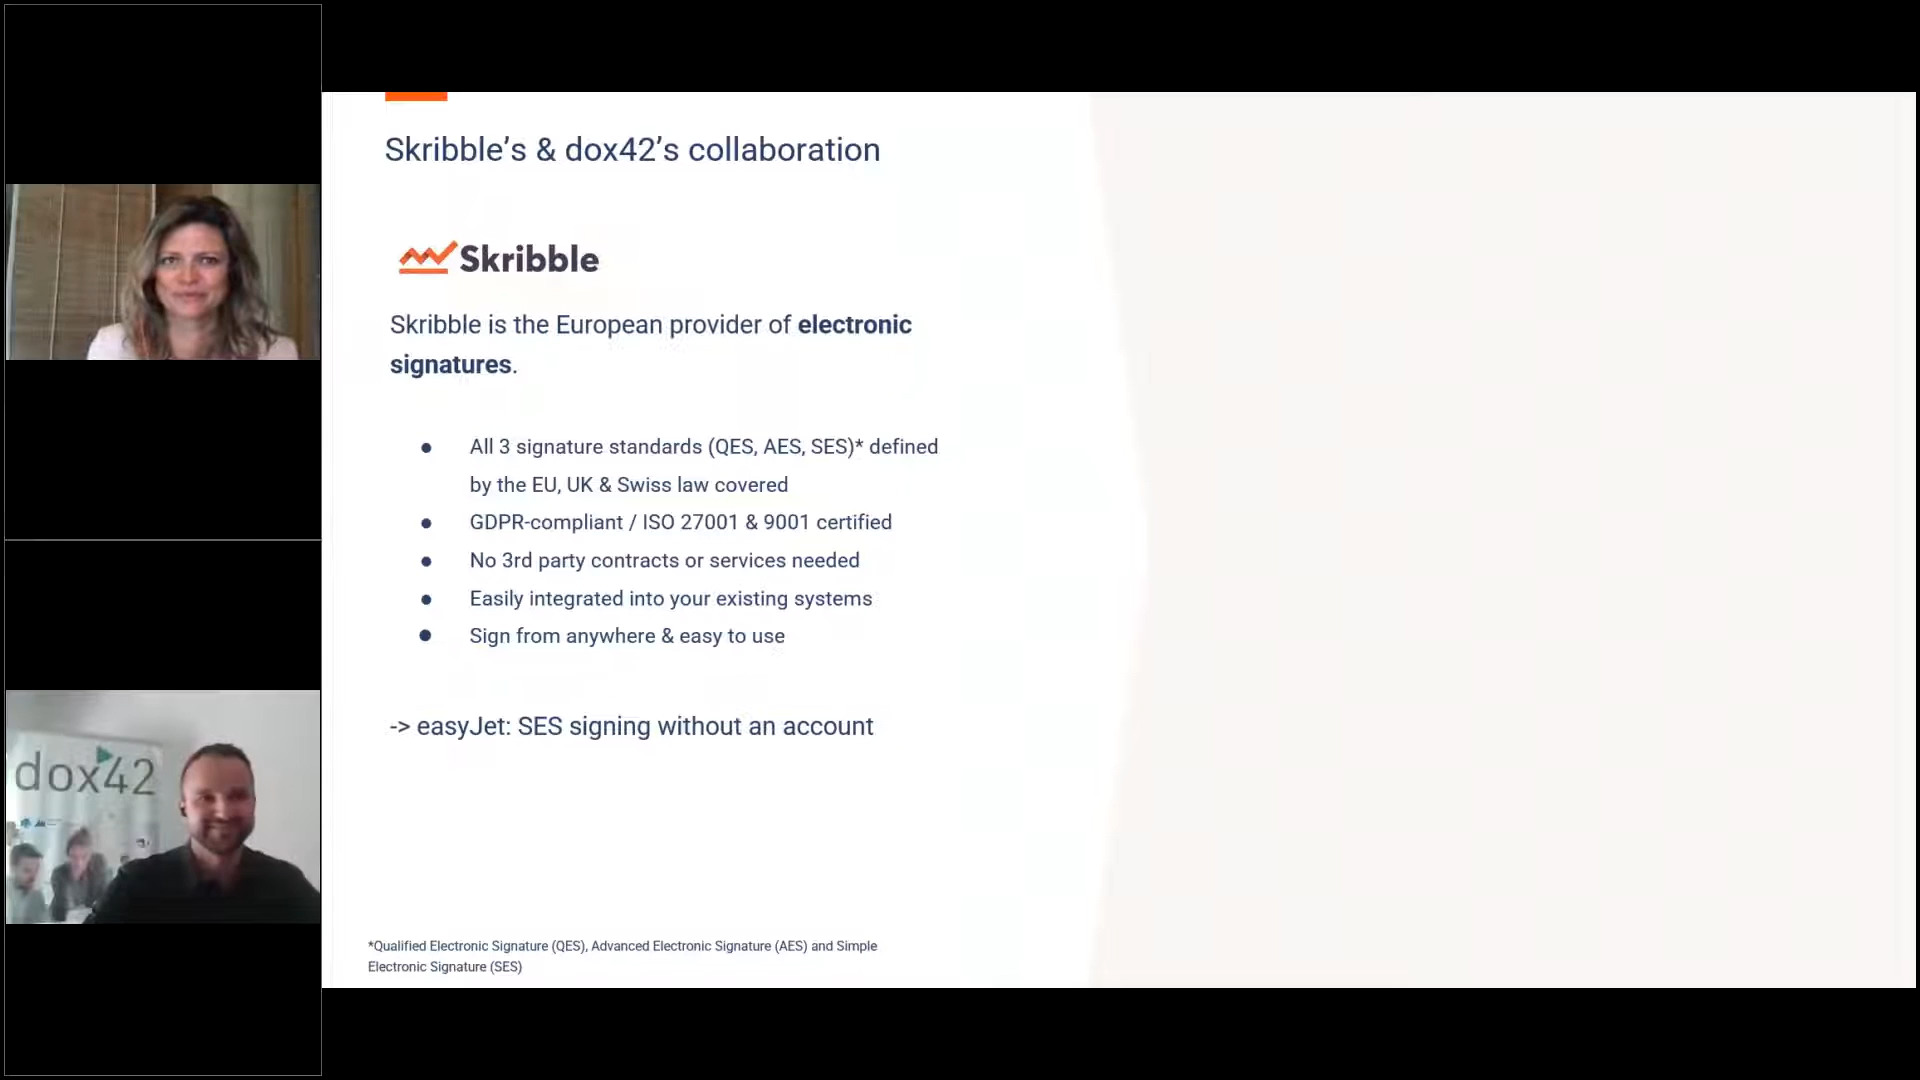 Skribble’s & dox42’s collaboration
Skribble
Skribble is the European provider of electronic
signatures.
● All 3 signature standards (QES, AES, SES)* defined
by the EU, UK & Swiss law covered
● GDPR-compliant / ISO 27001 & 9001 certified
● No 3rd party contracts or services needed
● Easily integrated into your existing systems
● Sign from anywhere & easy to use
-> easyJet: SES signing without an account
*Qualified Electronic Signature (QES), Advanced Electronic Signature (AES) and Simple
Electronic Signature (SES)
dox42